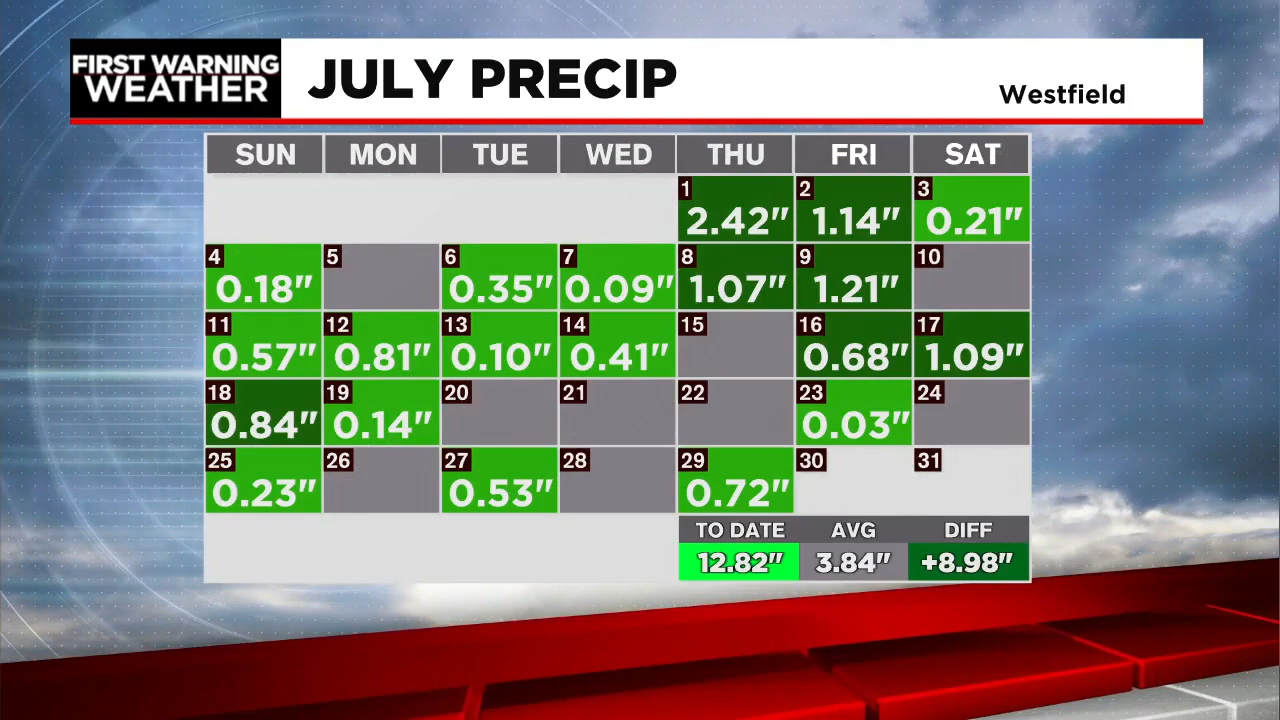 FIRST WARNING
WEATHER
JULY PRECIP
Westfield
SUN MON TUE WED THU FRI SAT
1 2 3
2.42" 1.14" 0.21"
4 5 6 7 8 9 10
0.18" 0.35" 0.09" 1.07" 1.21"
11 12 13 14 15 16 17
0.57" 0.81" 0.10" 0.41" 0.68" 1.09"
18 19 20 21 22 23 24
0.84" 0.14" 0.03"
25 26 27 28 29 30 31
0.23" 0.53" 0.72"
TO DATE AVG DIFF
12.82" 3.84" +8.98"